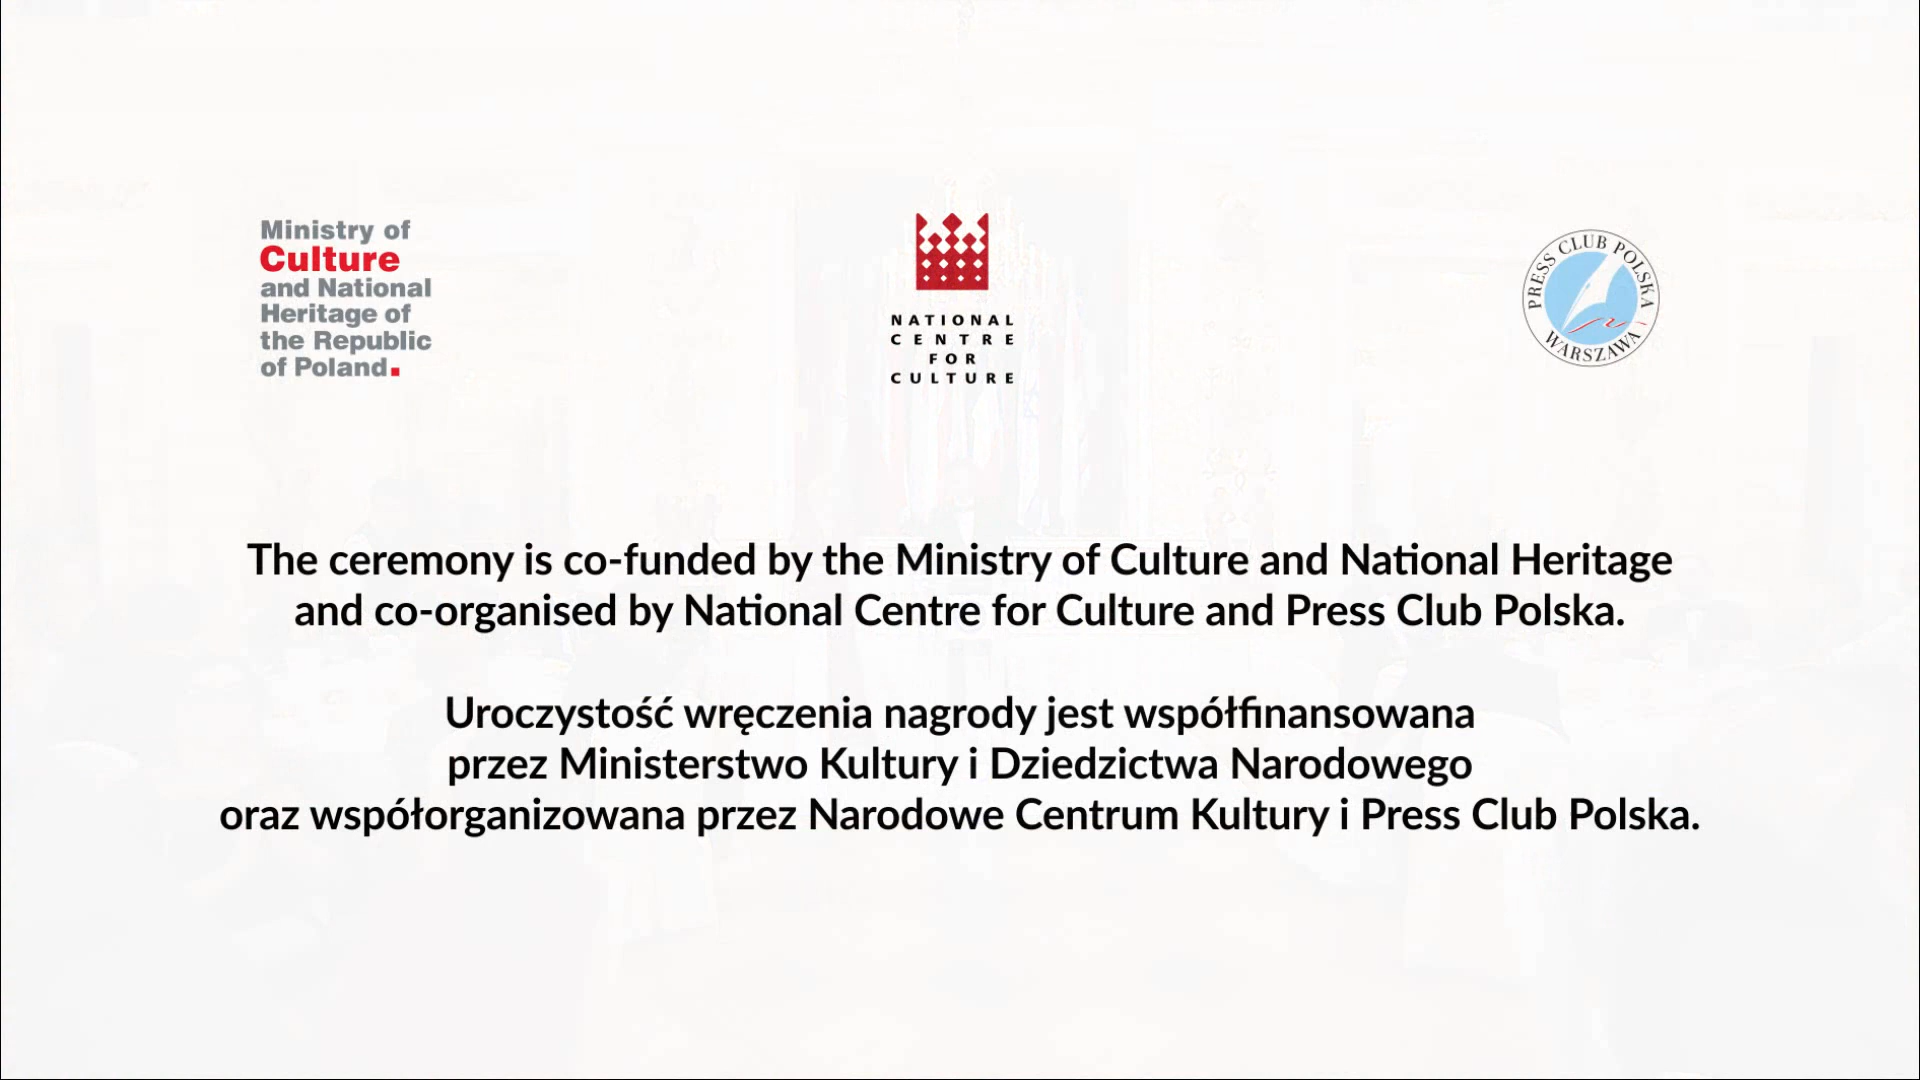 Ministry of
Culture
and National
Heritage of
the Republic
of Poland.
NATIONAL
CENTRE
FOR
CULTURE
PRESS CLUB POLSKA
WARSZAWA
The ceremony is co-funded by the Ministry of Culture and National Heritage
and co-organised by National Centre for Culture and Press Club Polska.
Uroczystość wręczenia nagrody jest współfinansowana
przez Ministerstwo Kultury i Dziedzictwa Narodowego
oraz współorganizowana przez Narodowe Centrum Kultury i Press Club Polska.